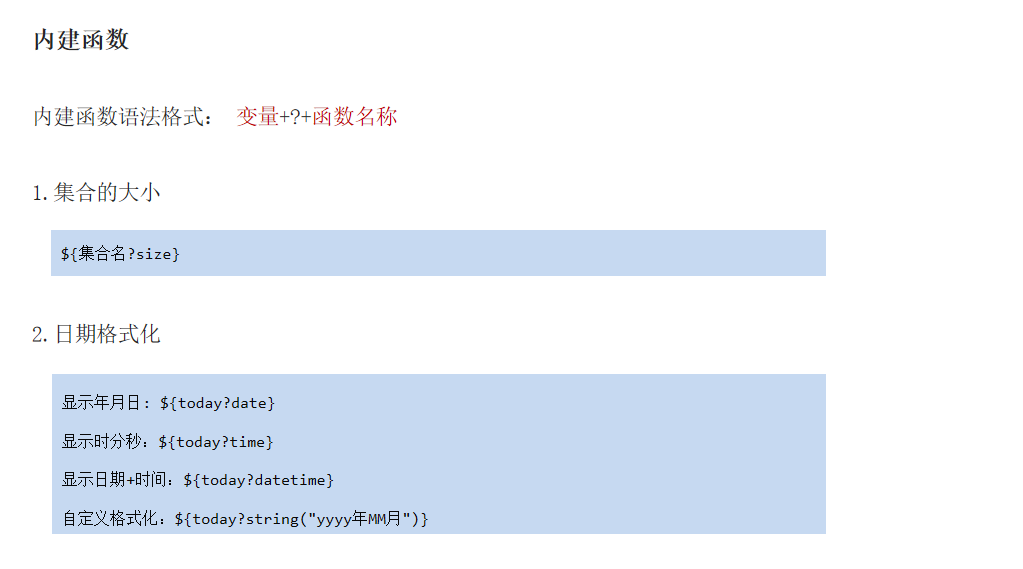 内建函数
内建函数语法格式： 变量+?+函数名称
1.集合的大小
${集合名?size}
2.日期格式化
显示年月日: ${today?date}
显示时分秒：${today?time}
显示日期+时间：${today?datetime}
自定义格式化：${today?string("yyyy年MM月")}